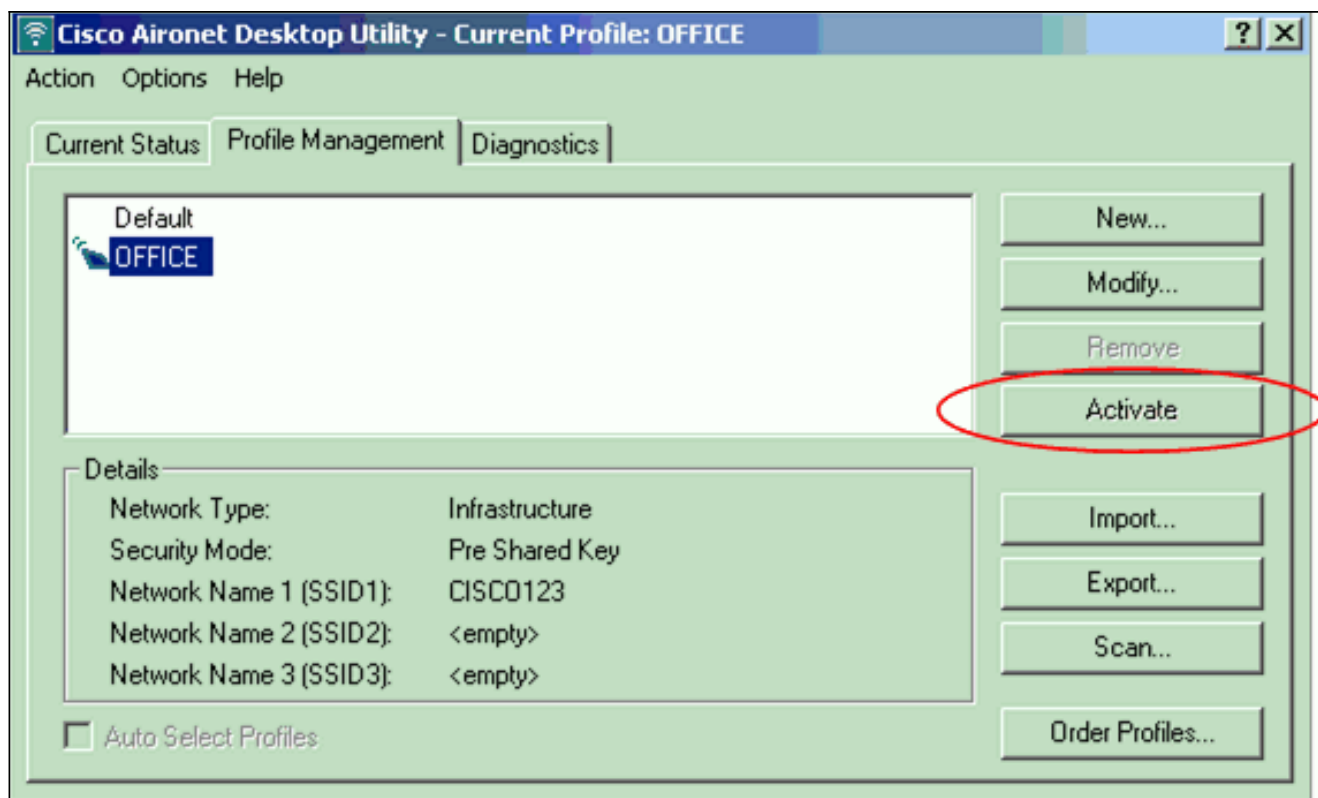 Cisco Aironet Desktop Utility - Current Profile: OFFICE
Action Options Help
Current Status Profile Management Diagnostics
Default
OFFICE
New...
Modify...
Remove
Activate
Details
Network Type: Infrastructure
Security Mode: Pre Shared Key
Network Name 1 (SSID1): CISCO123
Network Name 2 (SSID2): <empty>
Network Name 3 (SSID3): <empty>
Import...
Export...
Scan...
Auto Select Profiles
Order Profiles...